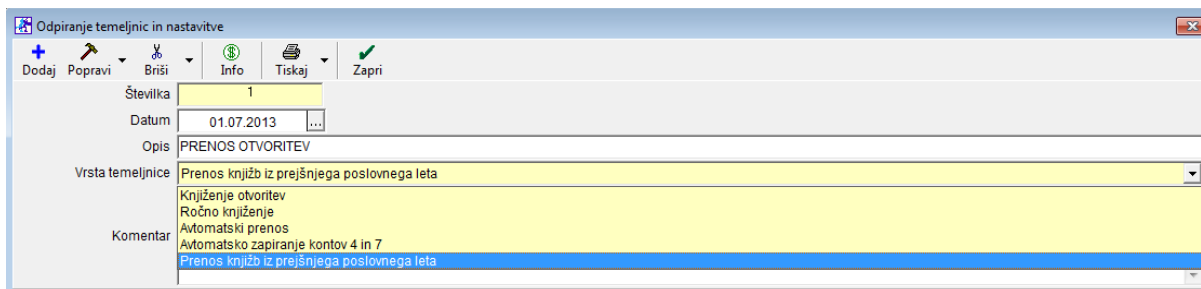 Odpiranje temeljnic in nastavitve
Dodaj Popravi Briši Info Tiskaj Zapri
Številka 1
Datum 01.07.2013 ...
Opis PRENOS OTVORITEV
Vrsta temeljnice Prenos knjižb iz prejšnjega poslovnega leta
Knjiženje otvoritev
Ročno knjiženje
Komentar Avtomatski prenos
Avtomatsko zapiranje kontov 4 in 7
Prenos knjižb iz prejšnjega poslovnega leta